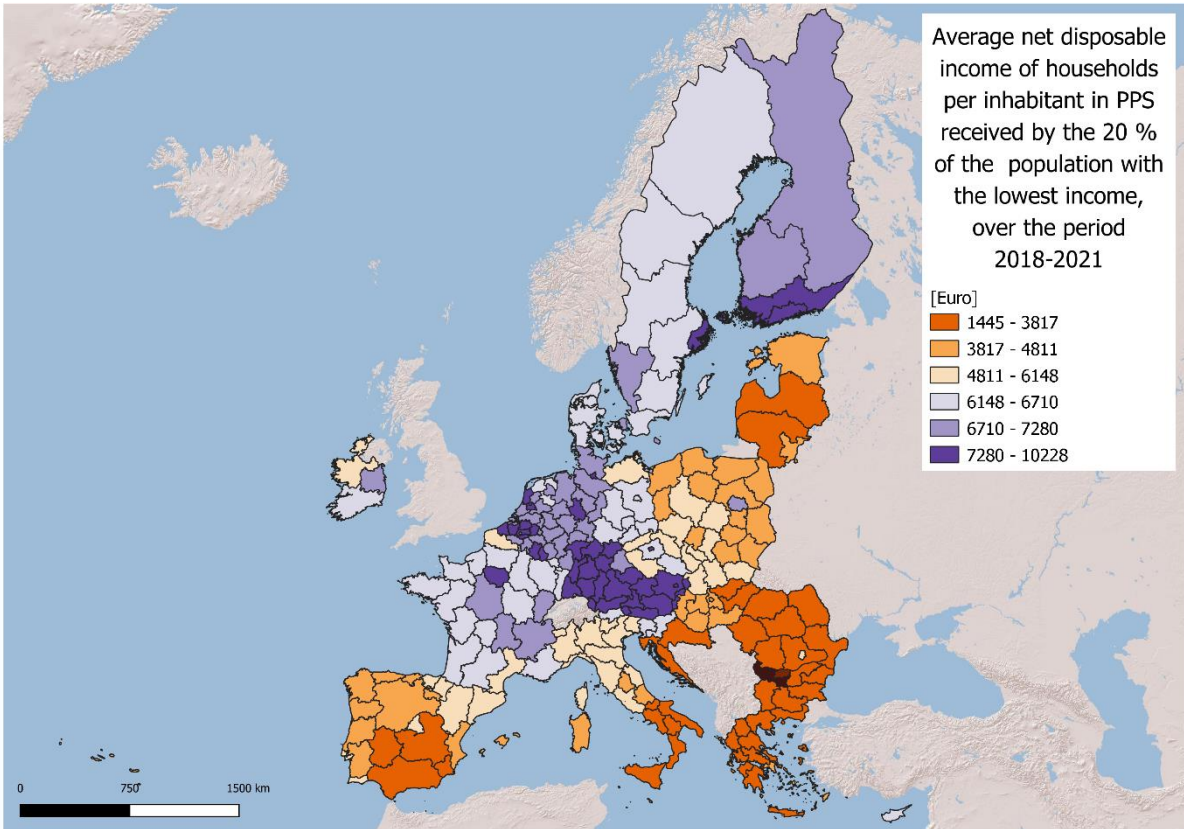 Average net disposable
income of households
per inhabitant in PPS
received by the 20 %
of the population with
the lowest income,
over the period
2018-2021
[Euro]
1445 - 3817
3817 - 4811
4811 - 6148
6148 - 6710
6710 - 7280
7280 - 10228
0 750 1500 km